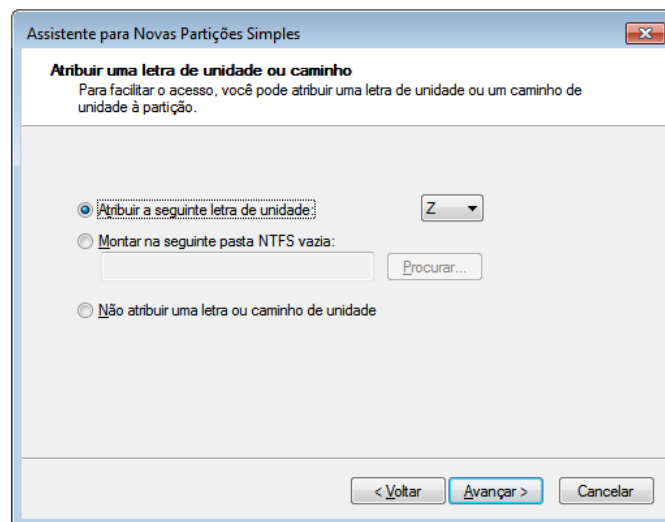 Assistente para Novas Partições Simples
Atribuir uma letra de unidade ou caminho
Para facilitar o acesso, você pode atribuir uma letra de unidade ou um caminho de
unidade à partição.
Atribuir a seguinte letra de unidade:
Z
Montar na seguinte pasta NTFS vazia:
Procurar...
Não atribuir uma letra ou caminho de unidade
< Voltar
Avançar >
Cancelar